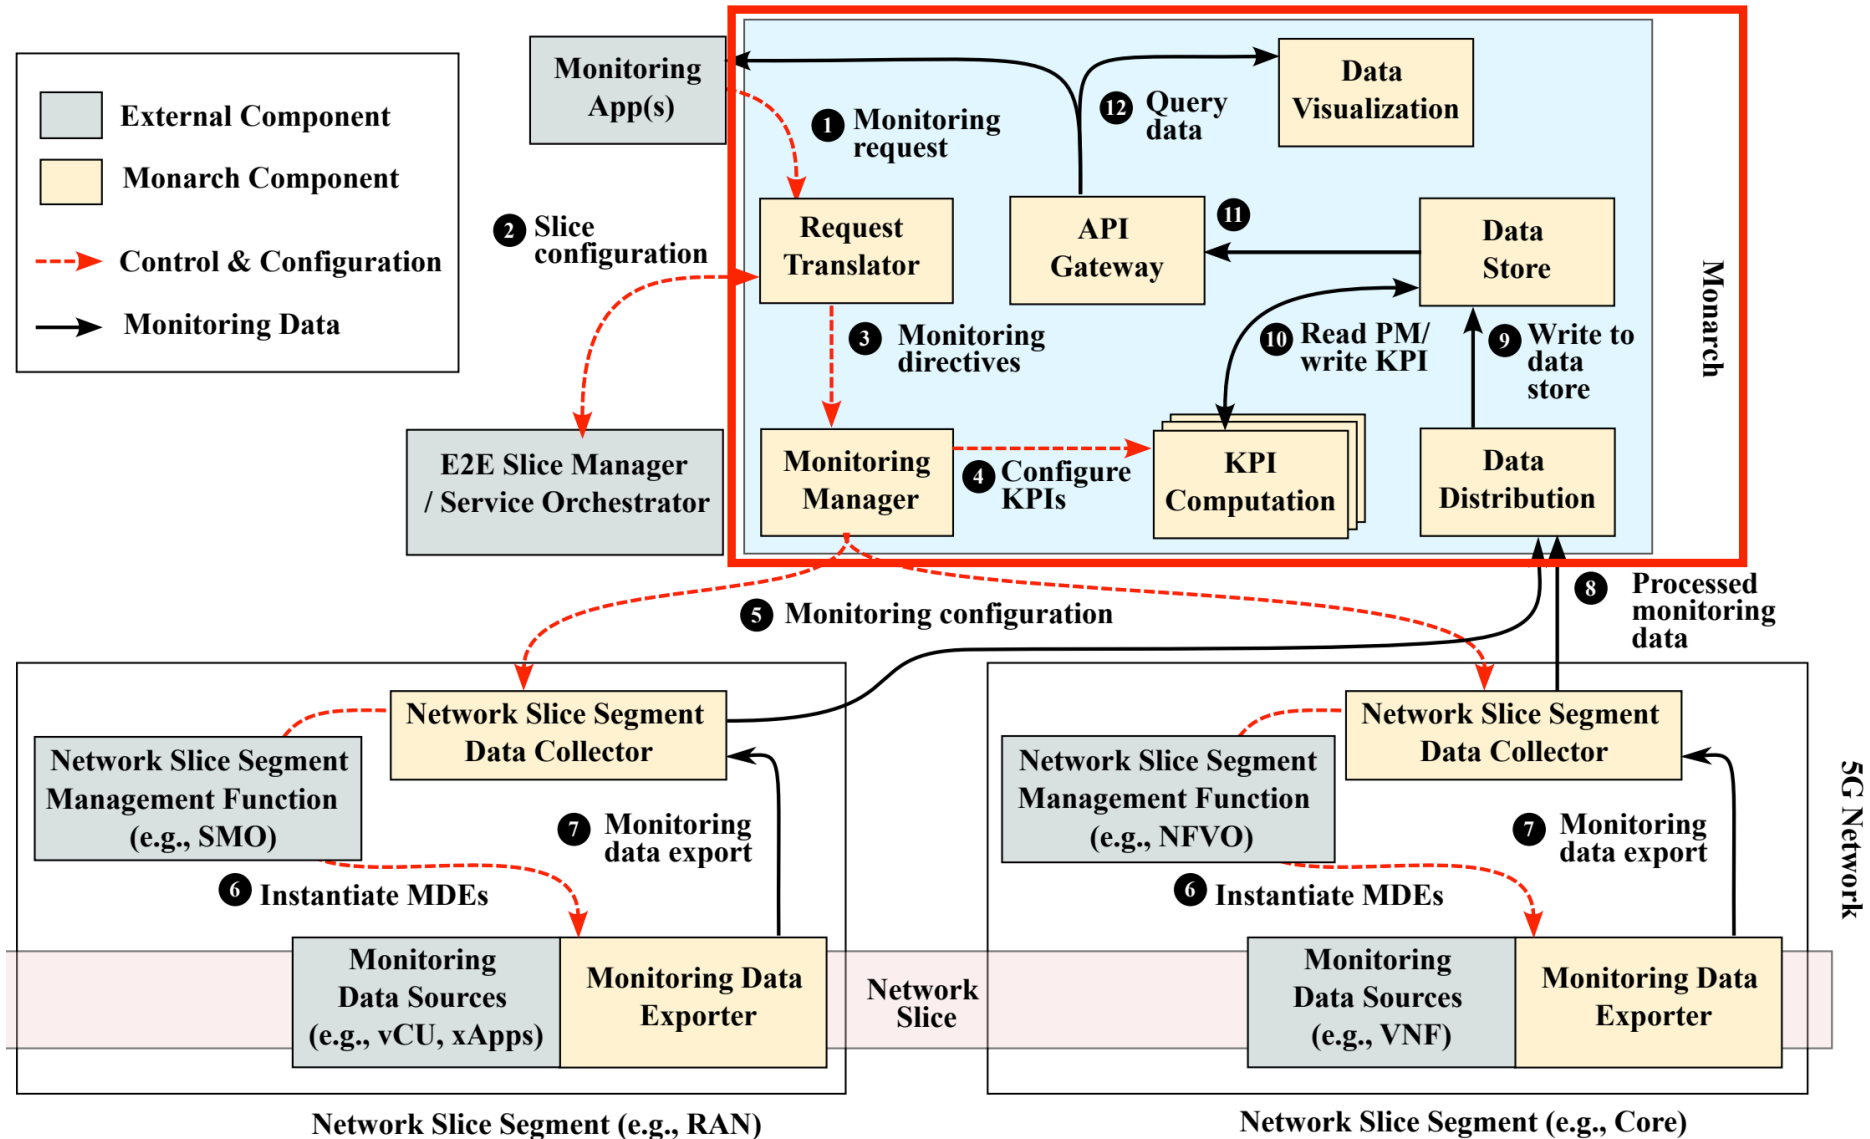 External Component
Monarch Component
Control & Configuration
Monitoring Data
Monitoring
App(s)
1 Monitoring
request
12 Query
data
Data
Visualization
2 Slice
configuration
Request
Translator
API
Gateway
11
Data
Store
Monarch
3 Monitoring
directives
10 Read PM/
write KPI
9 Write to
data
store
E2E Slice Manager
/ Service Orchestrator
Monitoring
Manager
4 Configure
KPIs
KPI
Computation
Data
Distribution
5 Monitoring configuration
8 Processed
monitoring
data
Network Slice Segment
Data Collector
Network Slice Segment
Management Function
(e.g., SMO)
7 Monitoring
data export
6 Instantiate MDEs
Monitoring
Data Sources
(e.g., vCU, xApps)
Monitoring Data
Exporter
Network Slice Segment (e.g., RAN)
Network
Slice
Network Slice Segment
Data Collector
Network Slice Segment
Management Function
(e.g., NFVO)
7 Monitoring
data export
6 Instantiate MDEs
Monitoring
Data Sources
(e.g., VNF)
Monitoring Data
Exporter
Network Slice Segment (e.g., Core)
5G Network